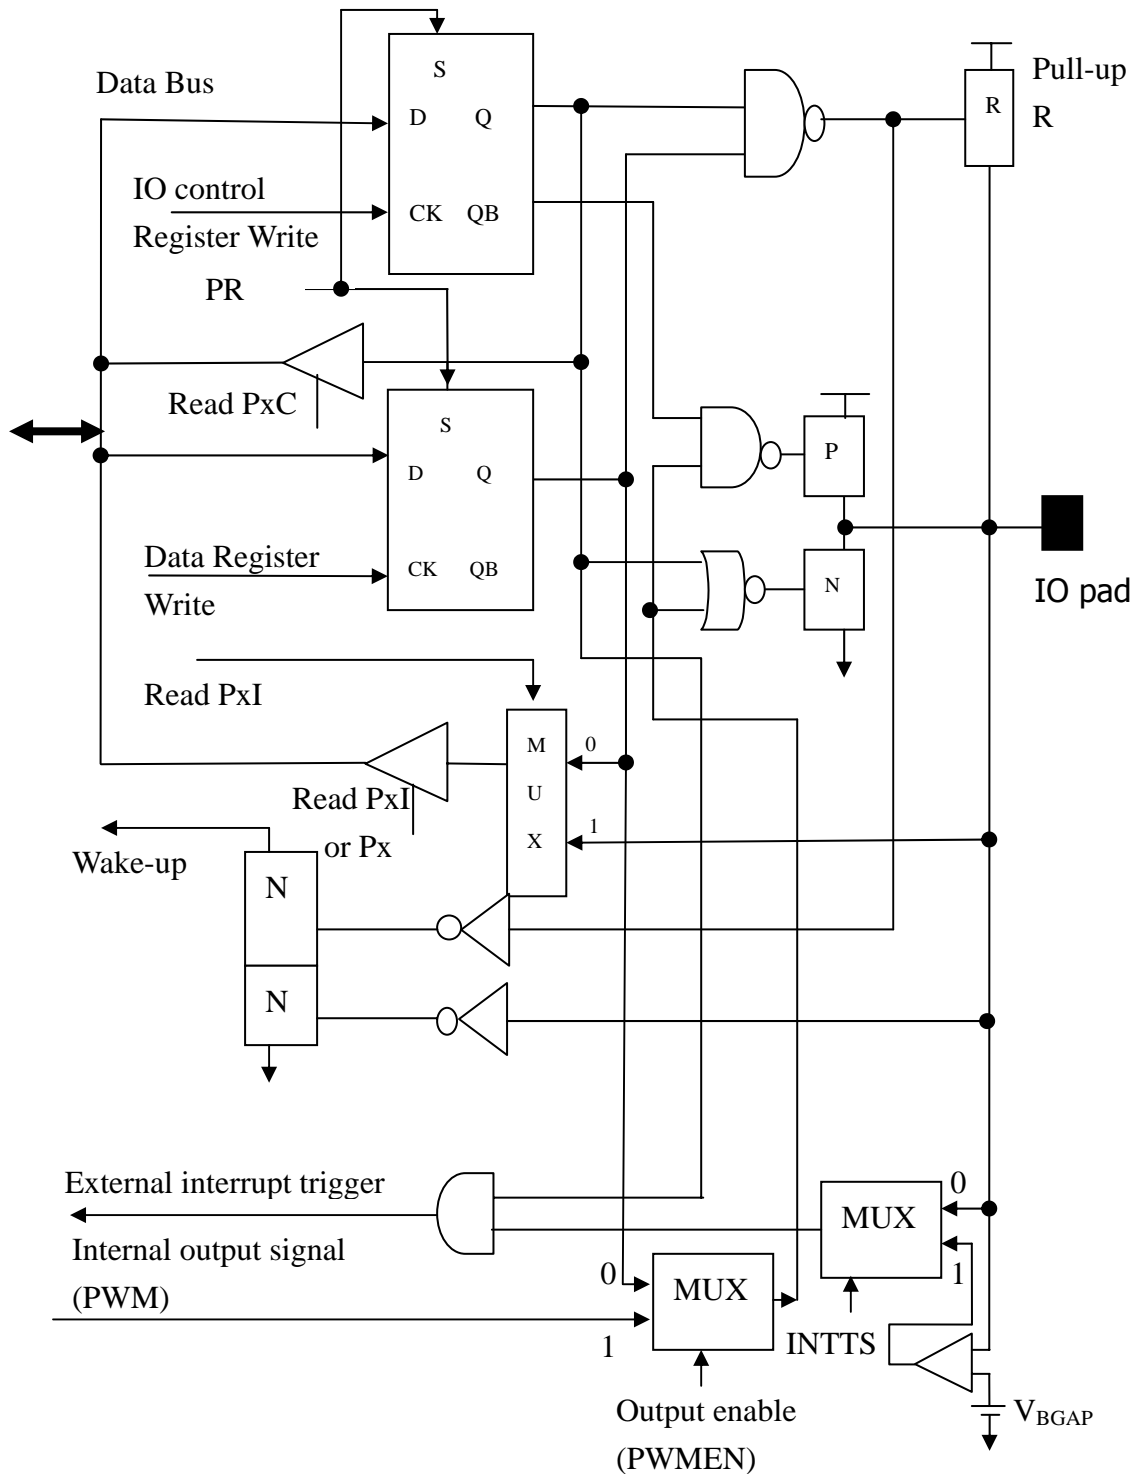 S
Data Bus
D Q
R
Pull-up
R
IO control
CK QB
Register Write
PR
Read PxC
S
D Q
P
Data Register
CK QB
Write
N
IO pad
Read PxI
M
U
X
0
1
Read PxI
or Px
Wake-up
N
N
External interrupt trigger
Internal output signal
(PWM)
MUX
0
1
0
1
MUX
INTTS
Output enable
(PWMEN)
VBGAP